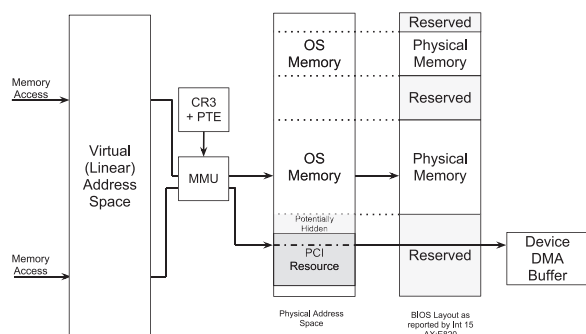 Memory
Access
Memory
Access
Virtual
(Linear)
Address
Space
CR3
+ PTE
MMU
OS
Memory
OS
Memory
Potentially
Hidden
PCI
Resource
Physical Address
Space
Reserved
Physical
Memory
Reserved
Physical
Memory
Reserved
BIOS Layout as
reported by Int 15
AX:E820
Device
DMA
Buffer